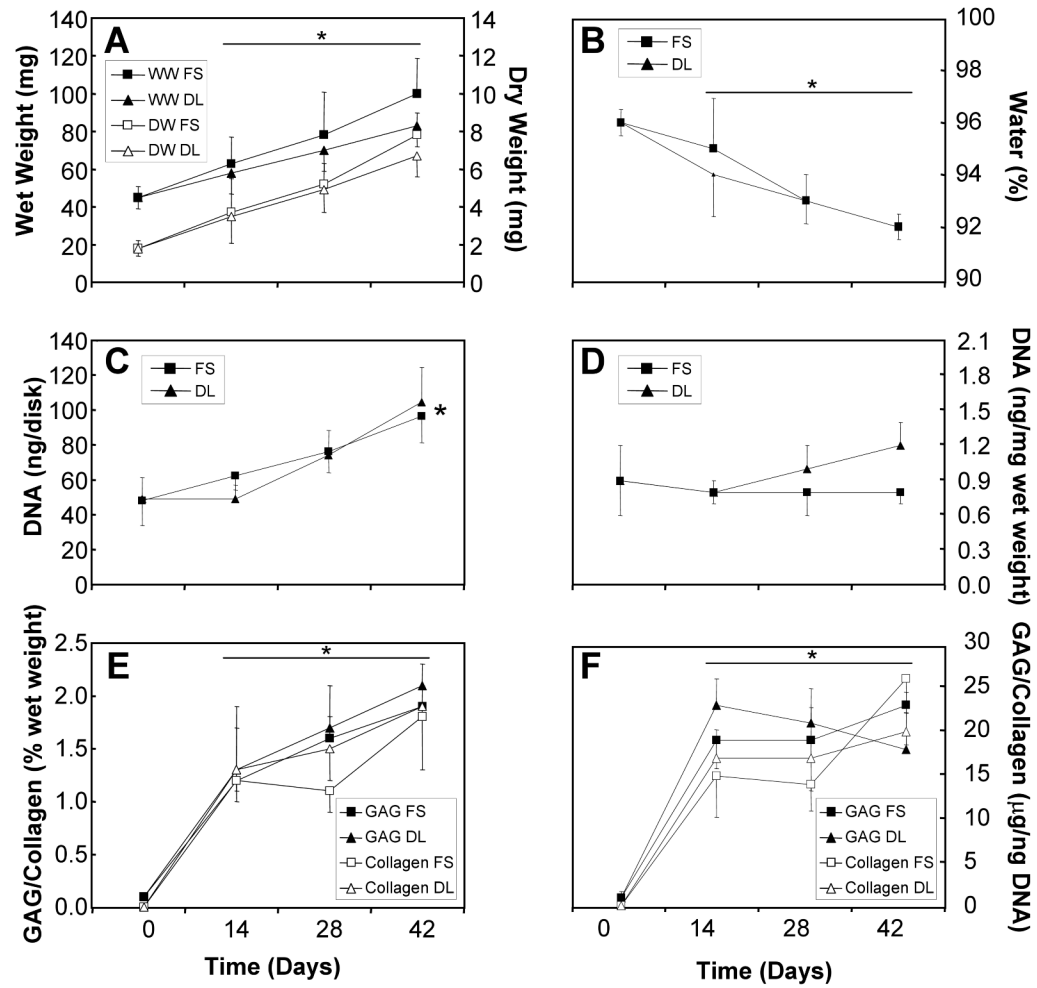 A
*
WW FS
WW DL
DW FS
DW DL
Wet Weight (mg)
140
120
100
80
60
40
20
0
Dry Weight (mg)
14
12
10
8
6
4
2
0
B
*
FS
DL
Water (%)
100
98
96
94
92
90
C
FS
DL
*
DNA (ng/disk)
140
120
100
80
60
40
20
0
D
FS
DL
DNA (ng/mg wet weight)
2.1
1.8
1.5
1.2
0.9
0.6
0.3
0.0
E
*
GAG FS
GAG DL
Collagen FS
Collagen DL
GAG/Collagen (% wet weight)
2.5
2.0
1.5
1.0
0.5
0.0
0 14 28 42
Time (Days)
F
*
GAG FS
GAG DL
Collagen FS
Collagen DL
GAG/Collagen (μg/ng DNA)
30
25
20
15
10
5
0
0 14 28 42
Time (Days)